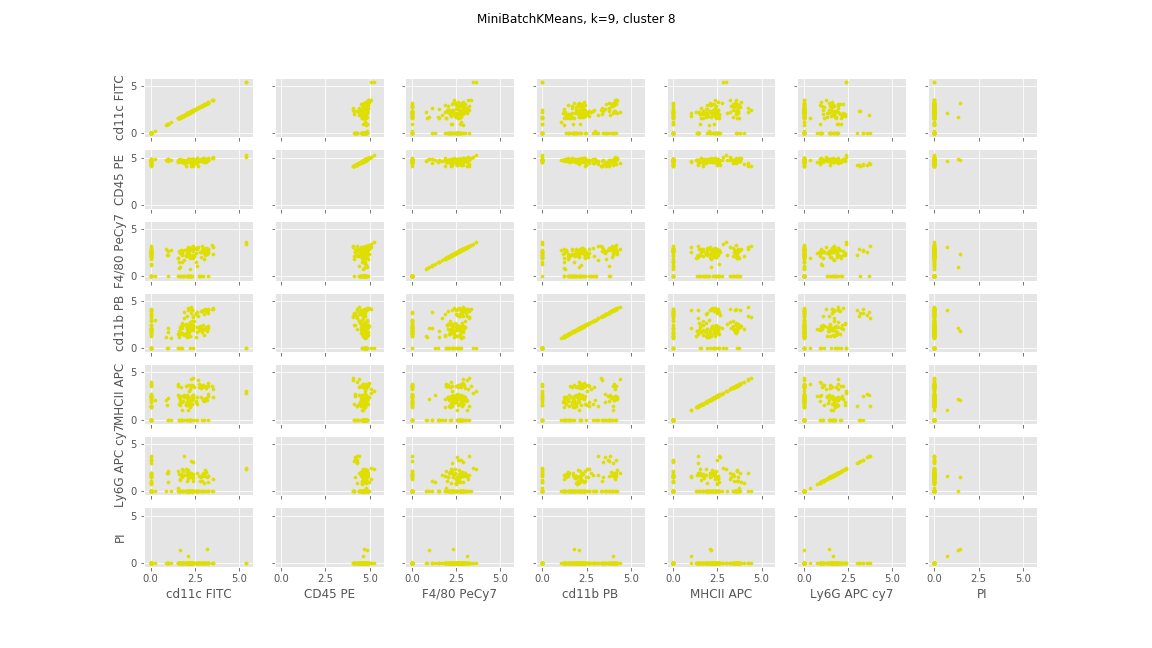 MiniBatchKMeans, k=9, cluster 8
cd11c FITC
5
0
CD45 PE
5
0
F4/80 PeCy7
5
0
cd11b PB
5
0
MHCII APC
5
0
Ly6G APC cy7
5
0
PI
5
0
0.0 2.5 5.0 0.0 2.5 5.0 0.0 2.5 5.0 0.0 2.5 5.0 0.0 2.5 5.0 0.0 2.5 5.0 0.0 2.5 5.0
cd11c FITC CD45 PE F4/80 PeCy7 cd11b PB MHCII APC Ly6G APC cy7 PI